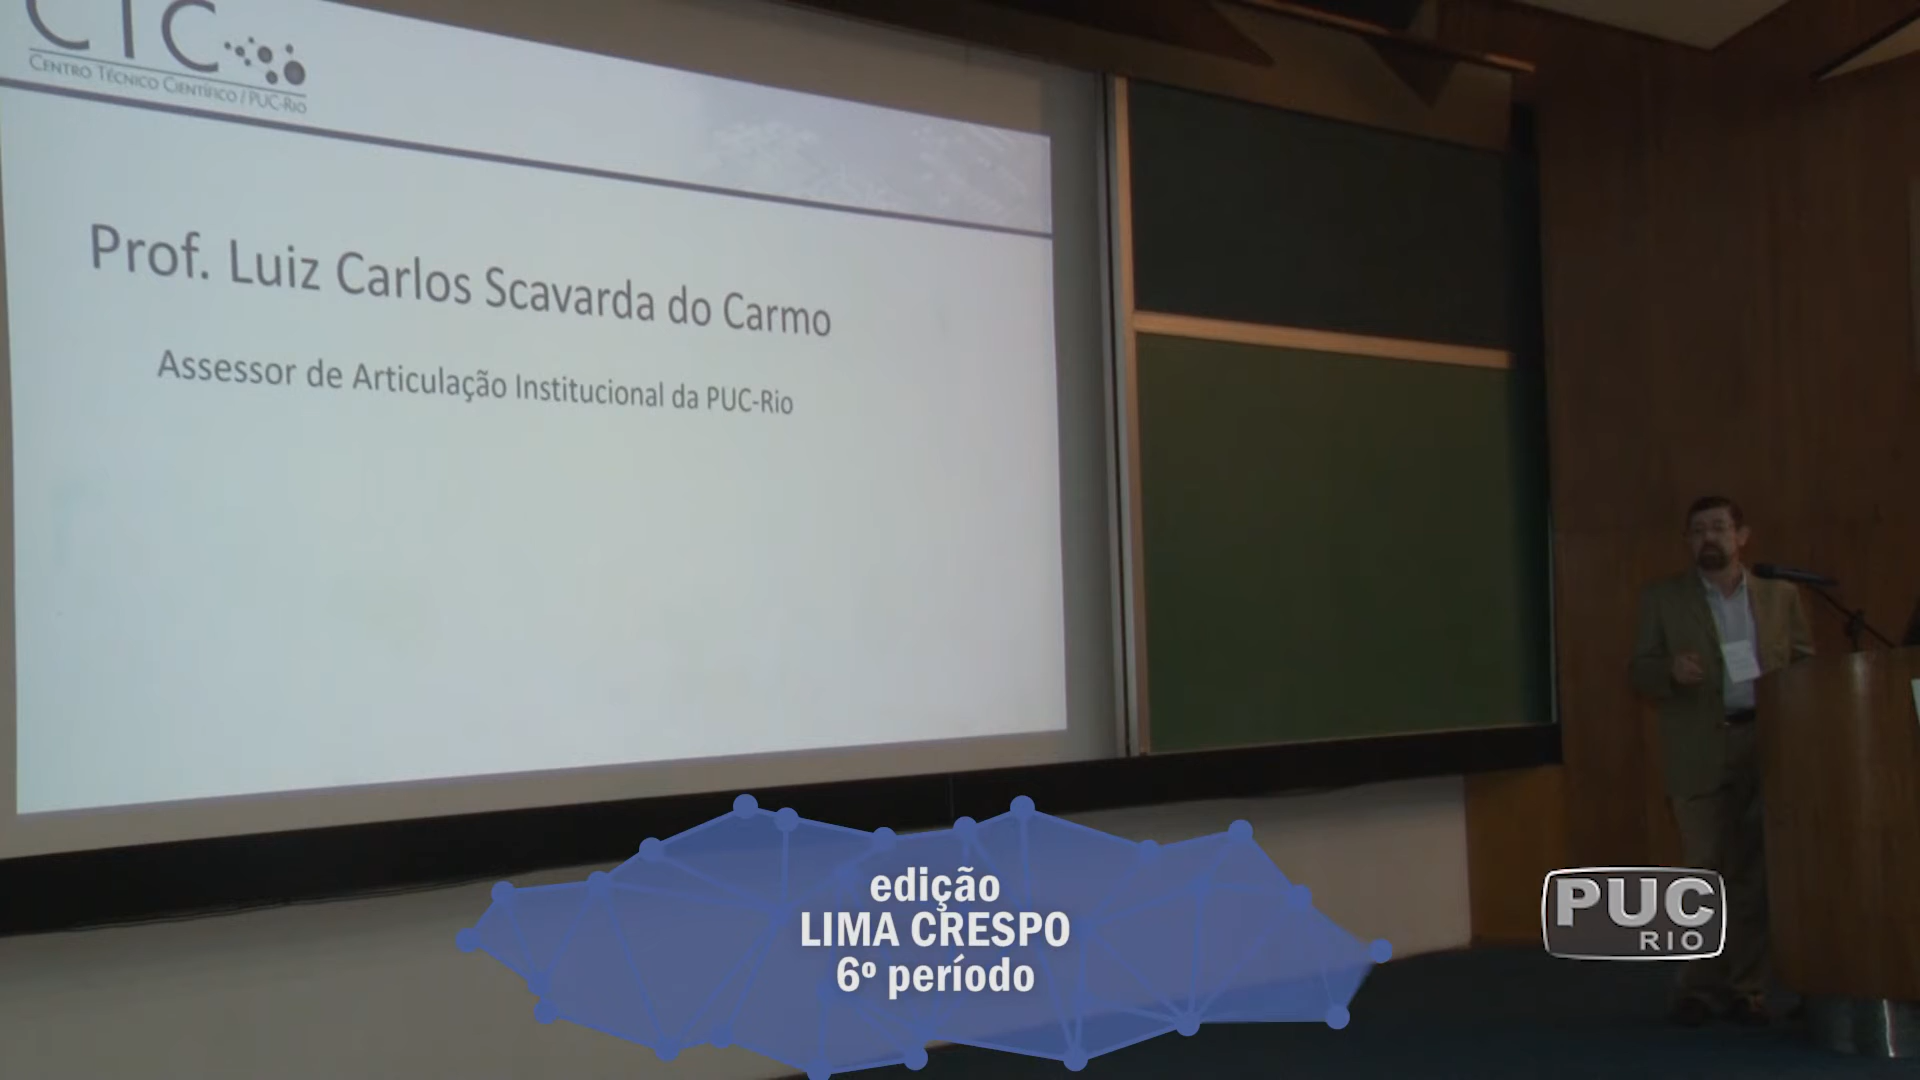 CTC
CENTRO TÉCNICO CIENTÍFICO / PUC-RIO
Prof. Luiz Carlos Scavarda do Carmo
Assessor de Articulação Institucional da PUC-Rio
edição
LIMA CRESPO
6º período
PUC
RIO